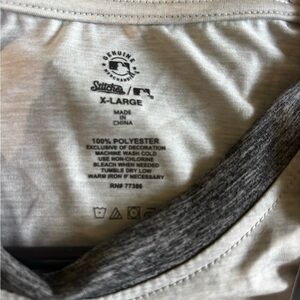 GENUINE
MERCHANDISE
Stitches / MLB
X-LARGE
MADE
IN
CHINA
100% POLYESTER
EXCLUSIVE OF DECORATION
MACHINE WASH COLD
USE NON-CHLORINE
BLEACH WHEN NEEDED
TUMBLE DRY LOW
WARM IRON IF NECESSARY
RN# 77386